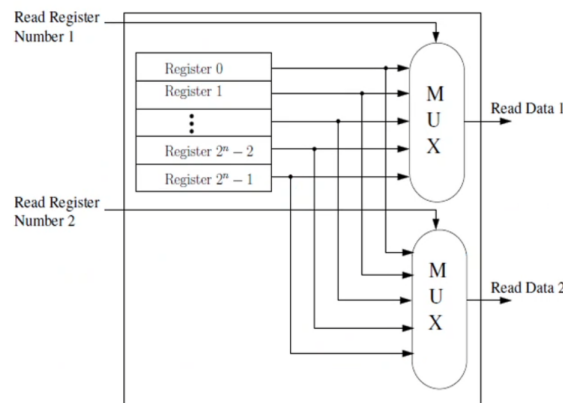 Read Register
Number 1
Register 0
Register 1
⋮
Register 2ⁿ − 2
Register 2ⁿ − 1
M
U
X
Read Data 1
Read Register
Number 2
M
U
X
Read Data 2